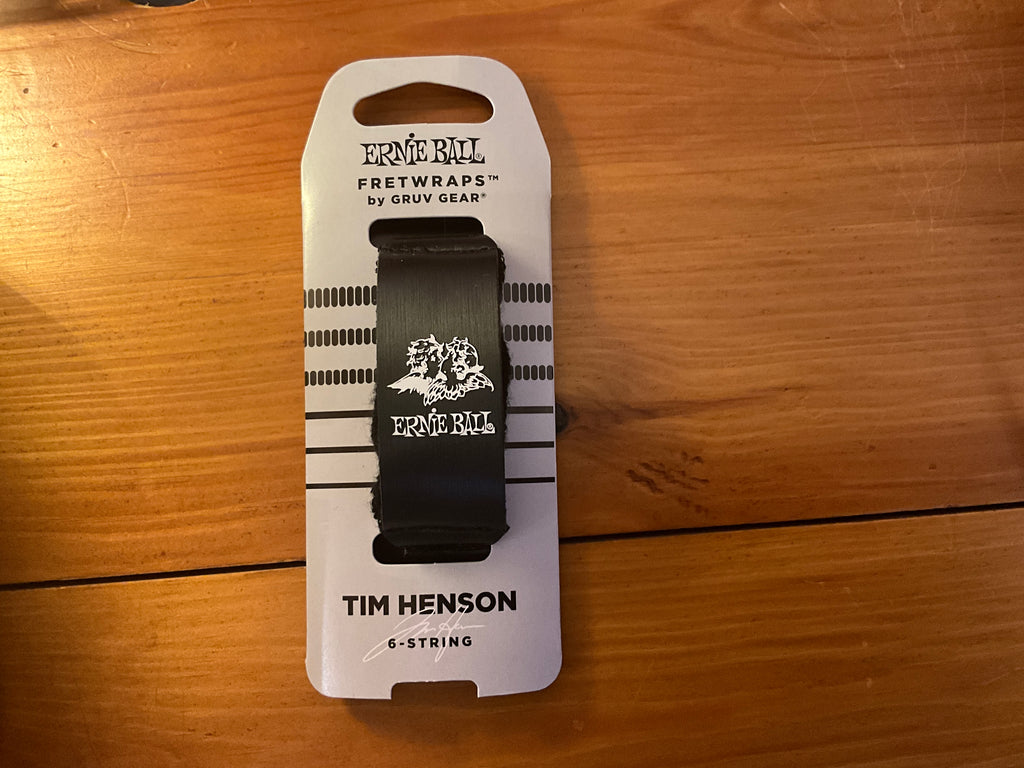 ERNIE BALL®
FRETWRAPS™
by GRUV GEAR®
ERNIE BALL®
TIM HENSON
6-STRING